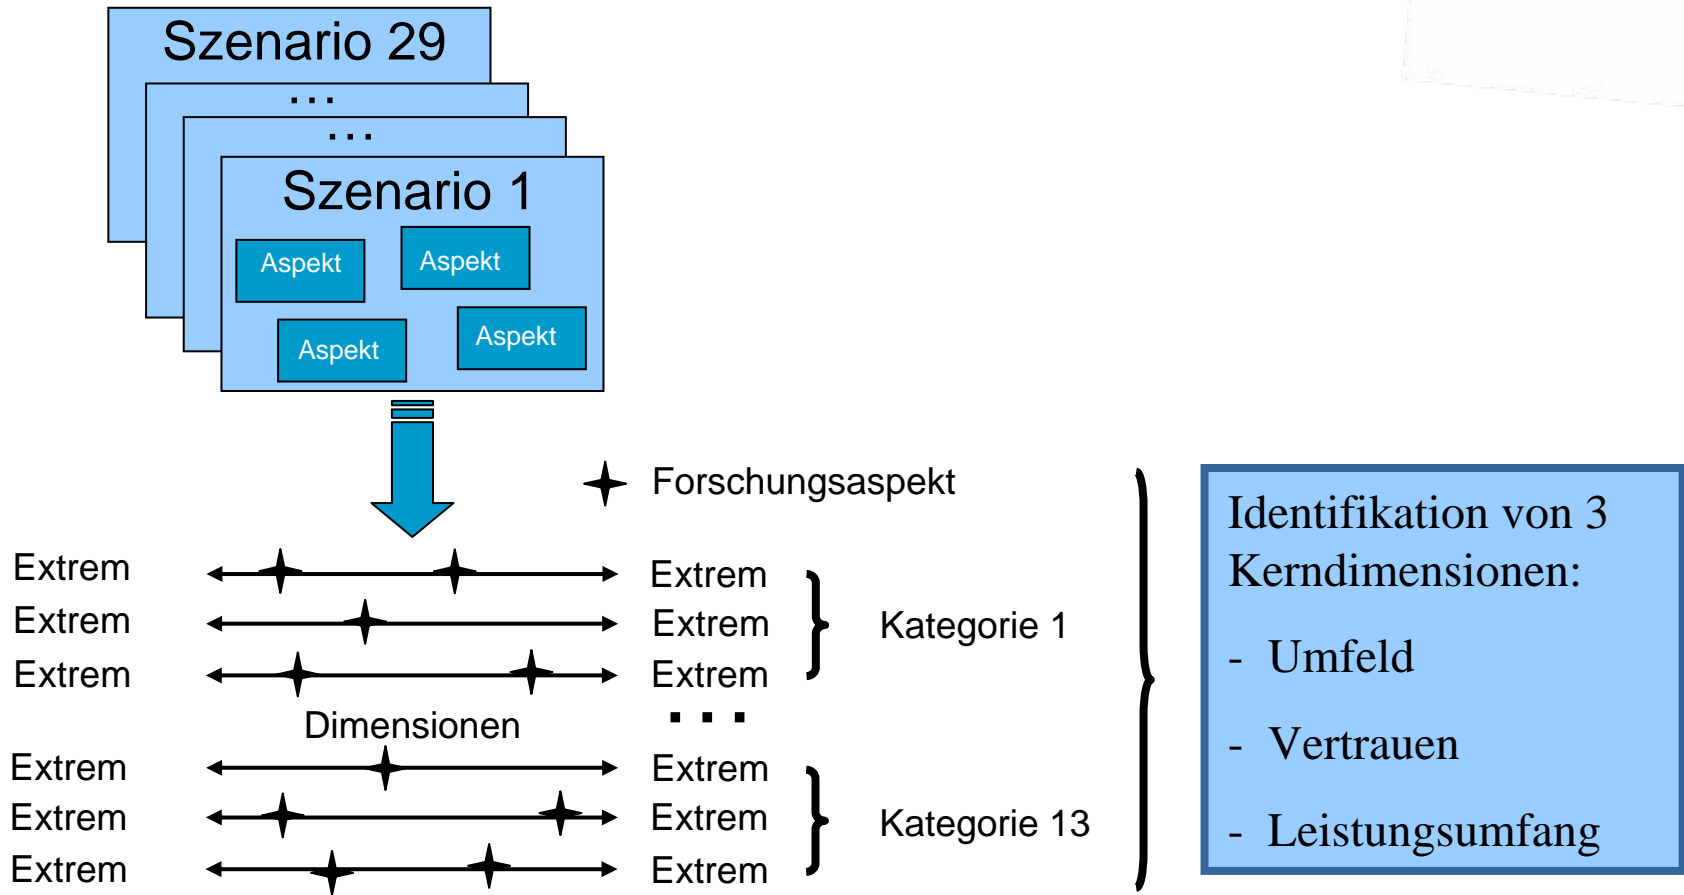 Szenario 29
...
...
Szenario 1
Aspekt
Aspekt
Aspekt
Aspekt
Forschungsaspekt
Extrem Extrem
Extrem Extrem
Extrem Extrem
Kategorie 1
Dimensionen ...
Extrem Extrem
Extrem Extrem
Extrem Extrem
Kategorie 13
Identifikation von 3
Kerndimensionen:
- Umfeld
- Vertrauen
- Leistungsumfang